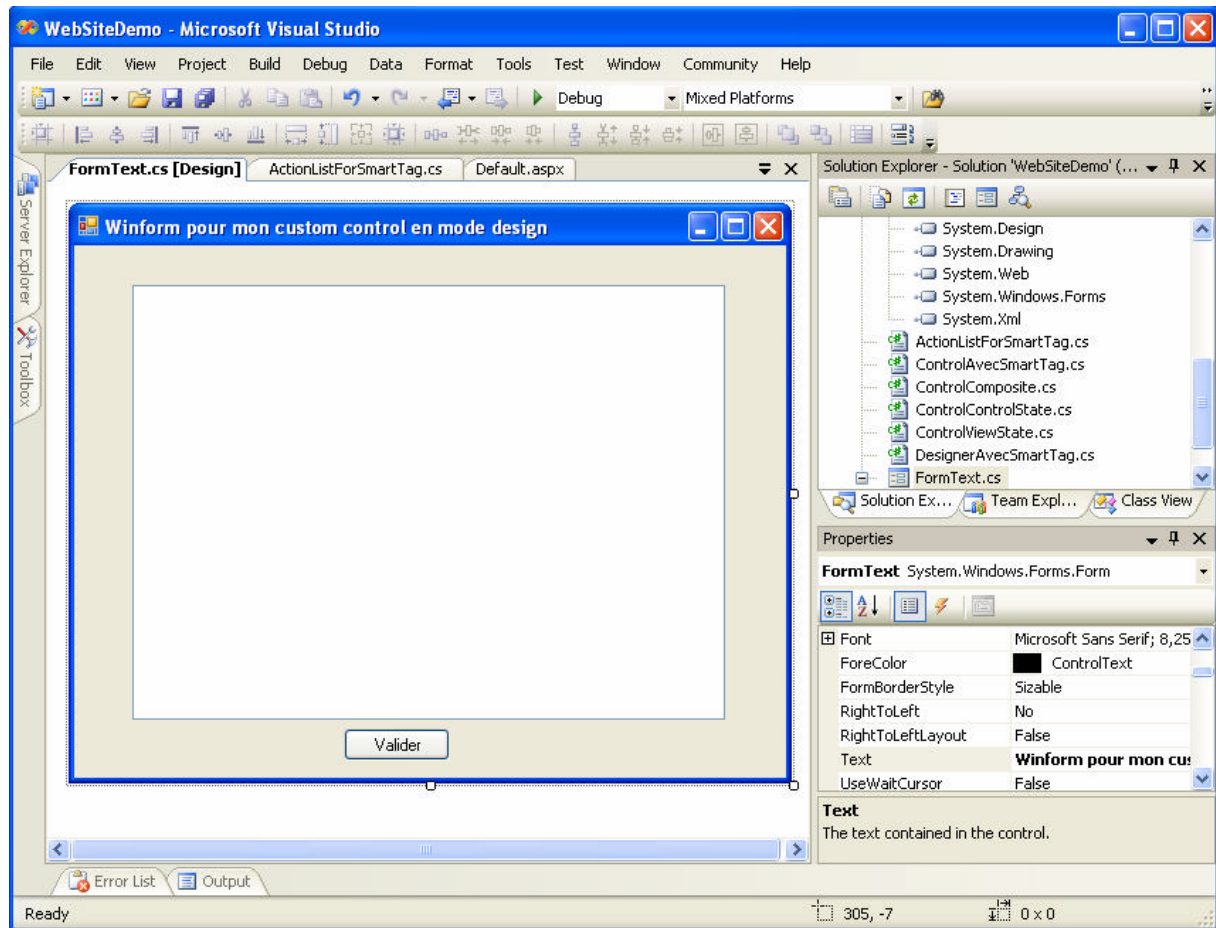 WebSiteDemo - Microsoft Visual Studio
File Edit View Project Build Debug Data Format Tools Test Window Community Help
Debug Mixed Platforms
FormText.cs [Design] ActionListForSmartTag.cs Default.aspx
Server Explorer
Toolbox
Winform pour mon custom control en mode design
Valider
Solution Explorer - Solution 'WebSiteDemo' (...
System.Design
System.Drawing
System.Web
System.Windows.Forms
System.Xml
ActionListForSmartTag.cs
ControlAvecSmartTag.cs
ControlComposite.cs
ControlControlState.cs
ControlViewState.cs
DesignerAvecSmartTag.cs
FormText.cs
Solution Ex... Team Expl... Class View
Properties
FormText System.Windows.Forms.Form
Font Microsoft Sans Serif; 8,25
ForeColor ControlText
FormBorderStyle Sizable
RightToLeft No
RightToLeftLayout False
Text Winform pour mon cus
UseWaitCursor False
Text
The text contained in the control.
Error List Output
Ready 305, -7 0 x 0